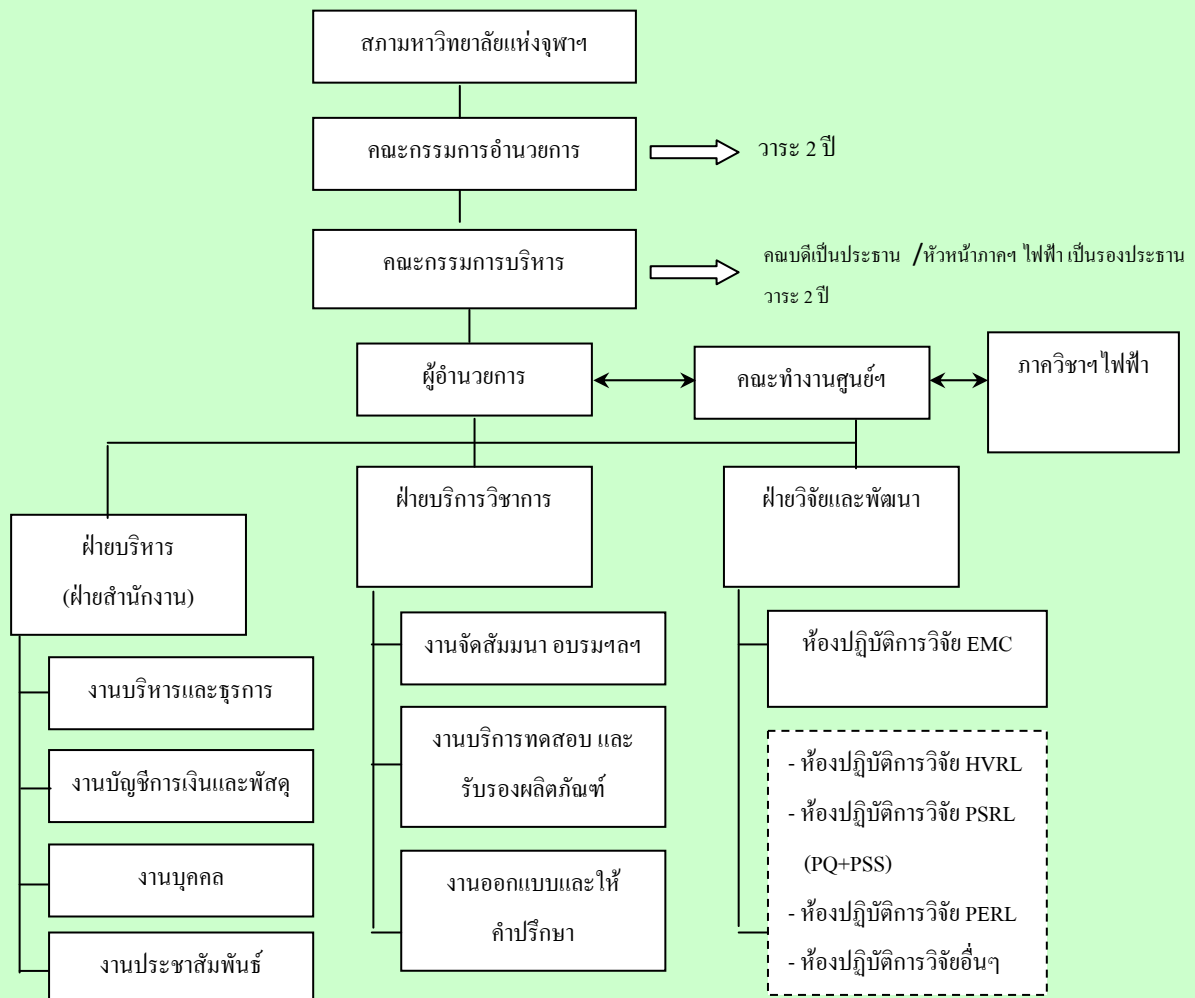 สภามหาวิทยาลัยแห่งจุฬาฯ
คณะกรรมการอำนวยการ
วาระ 2 ปี
คณะกรรมการบริหาร
คณบดีเป็นประธาน /หัวหน้าภาคฯ ไฟฟ้า เป็นรองประธาน
วาระ 2 ปี
ผู้อำนวยการ
คณะทำงานศูนย์ฯ
ภาควิชาฯ ไฟฟ้า
ฝ่ายบริหาร
(ฝ่ายสำนักงาน)
งานบริหารและธุรการ
งานบัญชีการเงินและพัสดุ
งานบุคคล
งานประชาสัมพันธ์
ฝ่ายบริการวิชาการ
งานจัดสัมมนา อบรมฯลฯ
งานบริการทดสอบ และ
รับรองผลิตภัณฑ์
งานออกแบบและให้
คำปรึกษา
ฝ่ายวิจัยและพัฒนา
ห้องปฏิบัติการวิจัย EMC
- ห้องปฏิบัติการวิจัย HVRL
- ห้องปฏิบัติการวิจัย PSRL
(PQ+PSS)
- ห้องปฏิบัติการวิจัย PERL
- ห้องปฏิบัติการวิจัยอื่นๆ